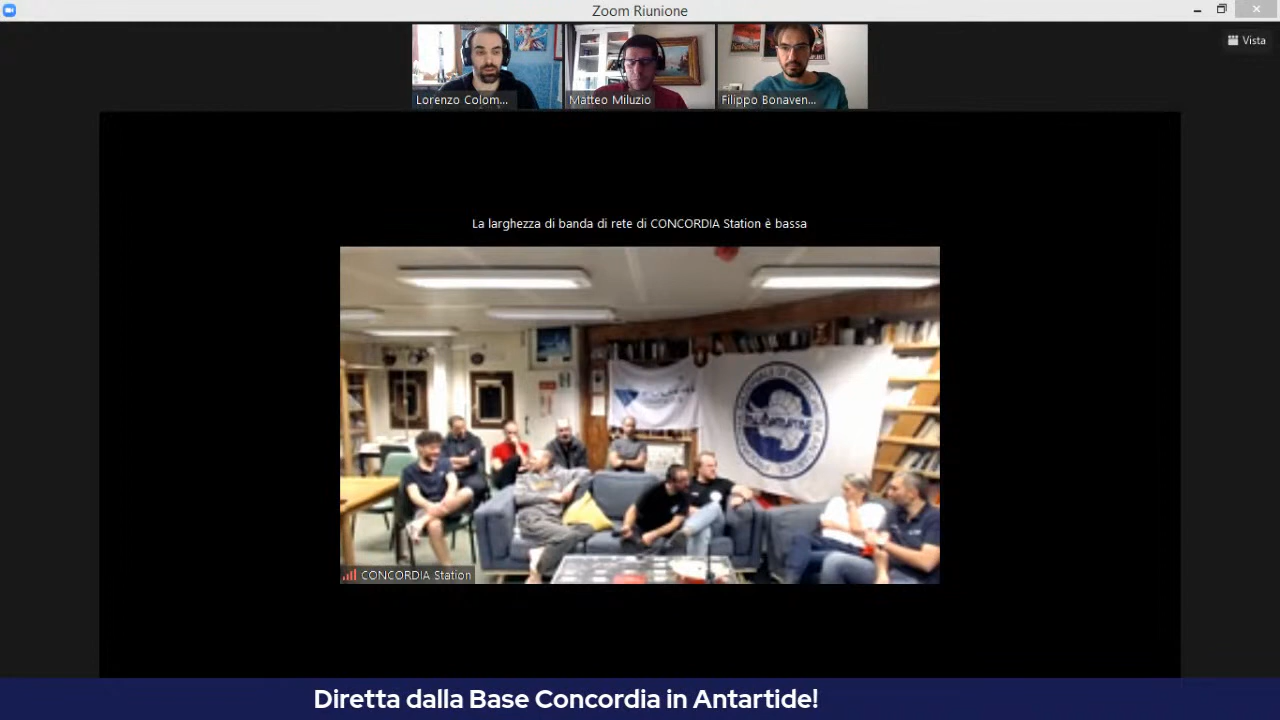 Zoom Riunione
Vista
Lorenzo Colom...
Matteo Miluzio
Filippo Bonaven...
La larghezza di banda di rete di CONCORDIA Station è bassa
CONCORDIA Station
Diretta dalla Base Concordia in Antartide!